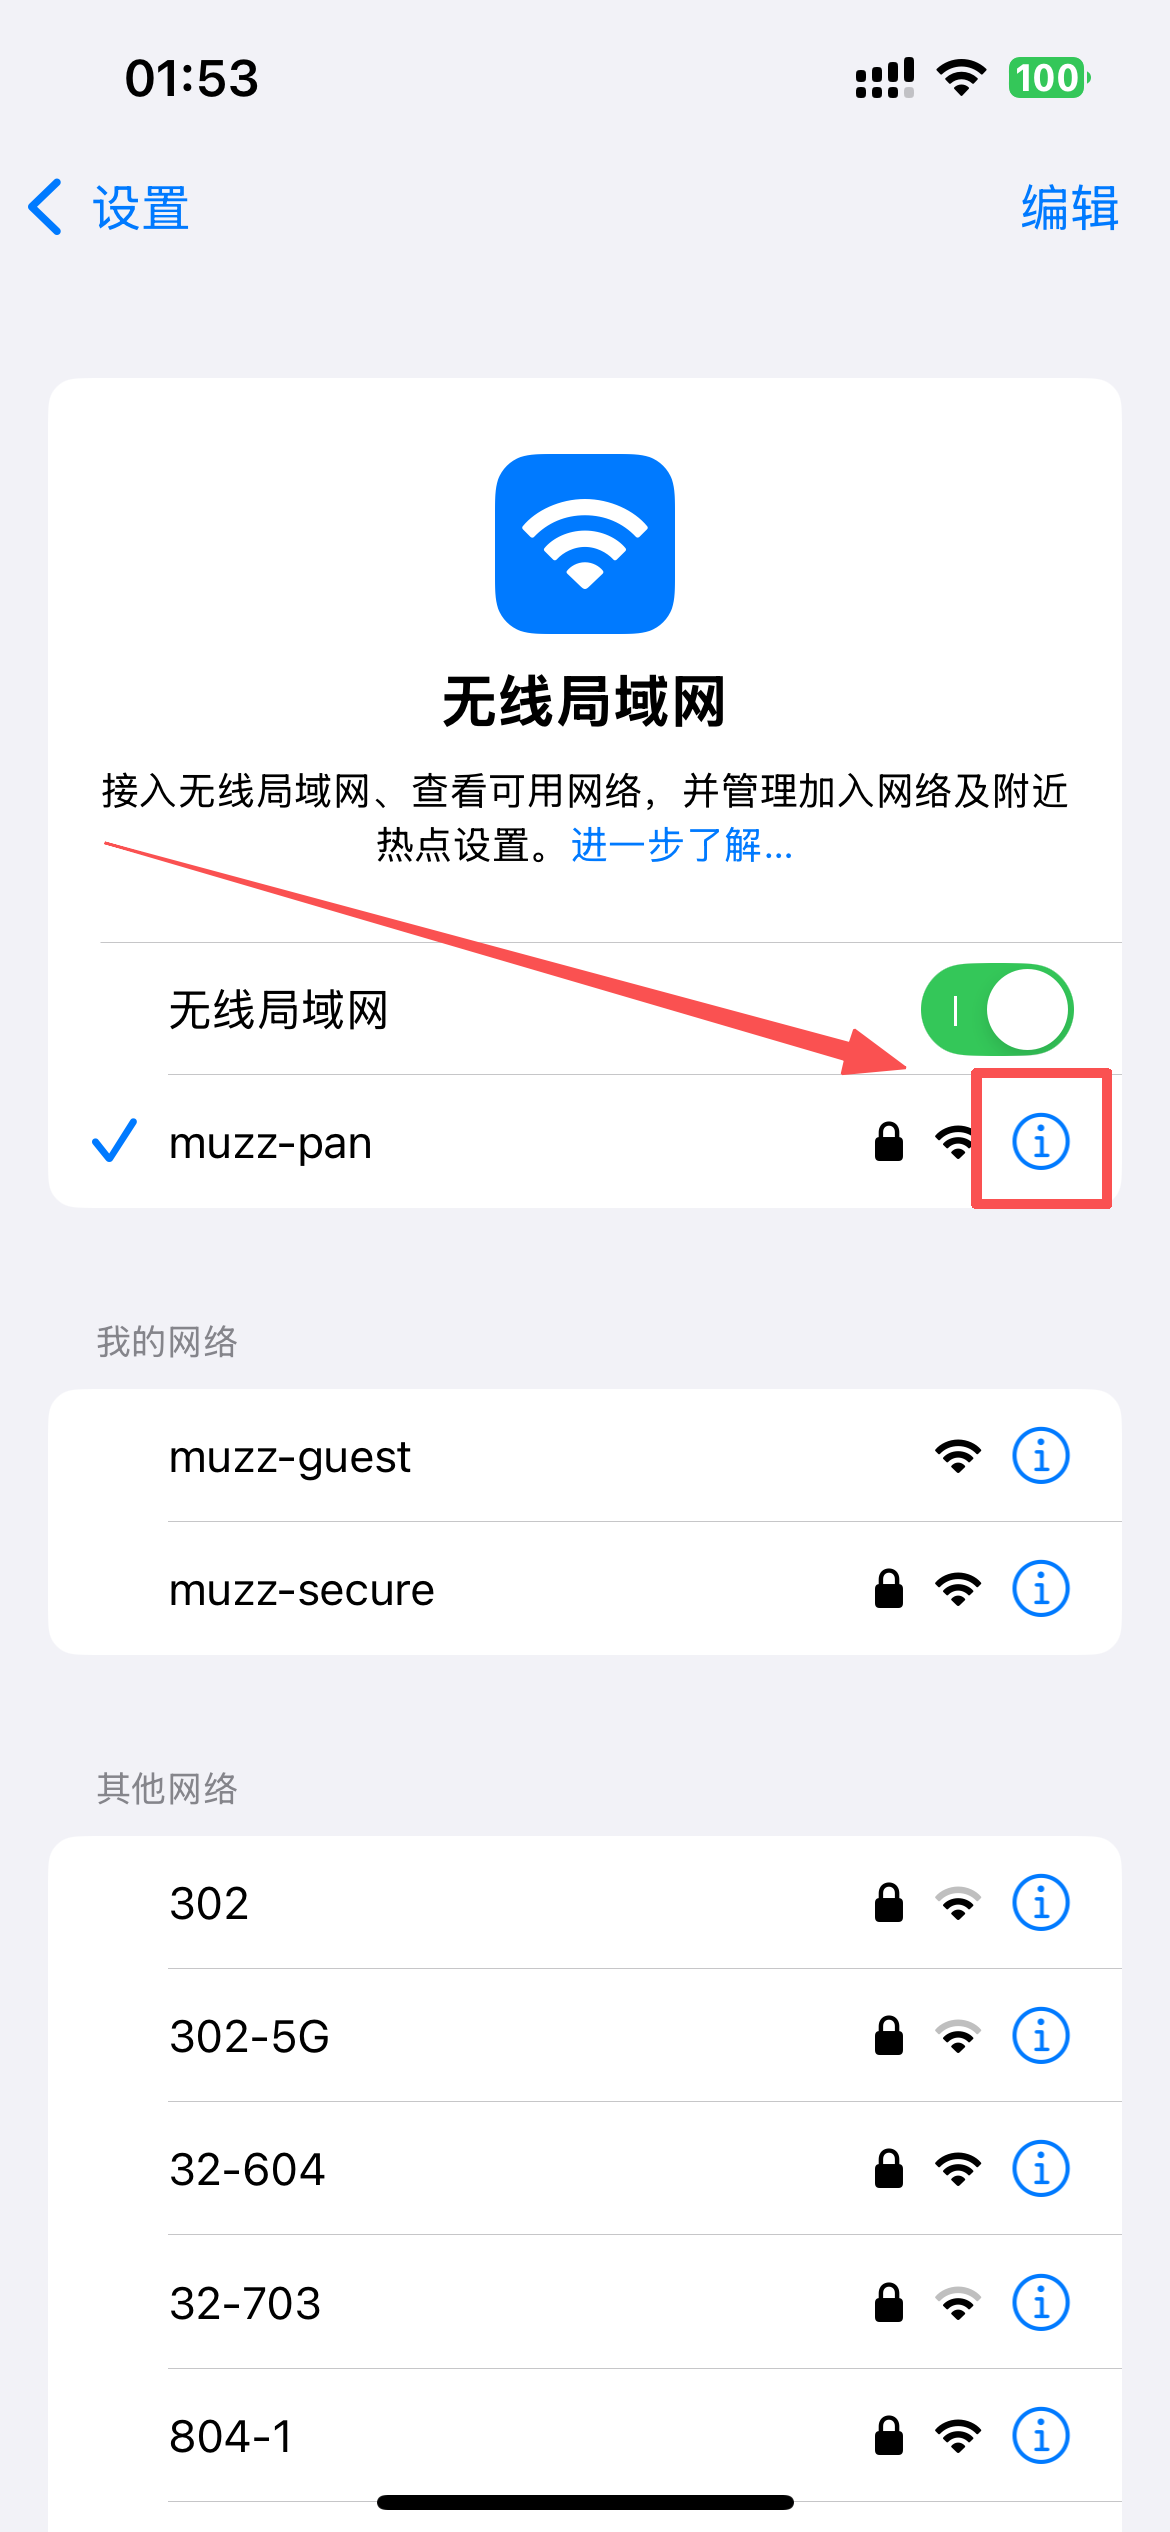 01:53
100
设置
编辑
无线局域网
接入无线局域网、查看可用网络，并管理加入网络及附近
热点设置。进一步了解...
无线局域网
muzz-pan
我的网络
muzz-guest
muzz-secure
其他网络
302
302-5G
32-604
32-703
804-1